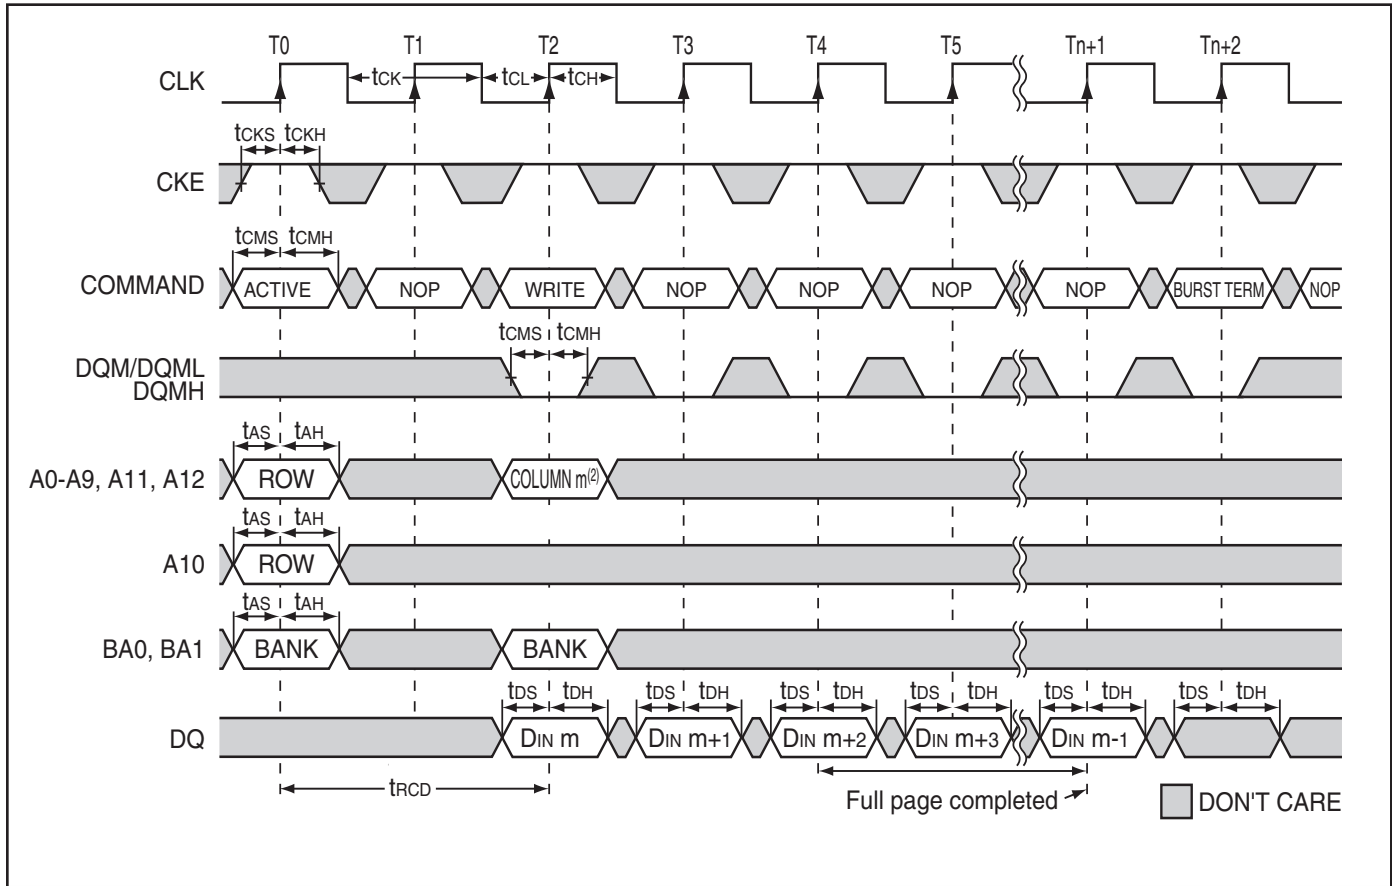 T0 T1 T2 T3 T4 T5 Tn+1 Tn+2
CLK
tCK tCL tCH
tCKS tCKH
CKE
tCMS tCMH
COMMAND ACTIVE NOP WRITE NOP NOP NOP NOP BURST TERM NOP
tCMS tCMH
DQM/DQML
DQMH
tAS tAH
A0-A9, A11, A12 ROW COLUMN m(2)
tAS tAH
A10 ROW
tAS tAH
BA0, BA1 BANK BANK
tDS tDH tDS tDH tDS tDH tDS tDH tDS tDH tDS tDH
DQ DIN m DIN m+1 DIN m+2 DIN m+3 DIN m-1
tRCD
Full page completed
DON'T CARE